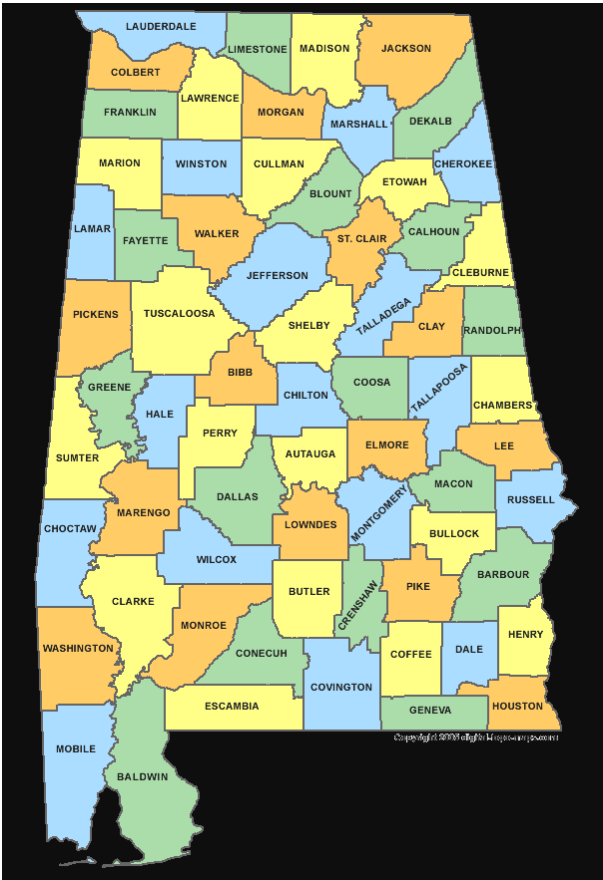 LAUDERDALE
LIMESTONE
MADISON
JACKSON
COLBERT
LAWRENCE
FRANKLIN
MORGAN
MARSHALL
DEKALB
MARION
WINSTON
CULLMAN
CHEROKEE
ETOWAH
BLOUNT
LAMAR
FAYETTE
WALKER
ST. CLAIR
CALHOUN
JEFFERSON
CLEBURNE
PICKENS
TUSCALOOSA
SHELBY
TALLADEGA
CLAY
RANDOLPH
GREENE
BIBB
HALE
CHILTON
COOSA
TALLAPOOSA
CHAMBERS
PERRY
SUMTER
AUTAUGA
ELMORE
LEE
DALLAS
MACON
MARENGO
RUSSELL
CHOCTAW
LOWNDES
MONTGOMERY
BULLOCK
WILCOX
BARBOUR
CLARKE
BUTLER
CRENSHAW
PIKE
MONROE
HENRY
WASHINGTON
CONECUH
COFFEE
DALE
COVINGTON
ESCAMBIA
GENEVA
HOUSTON
MOBILE
BALDWIN
Copyright